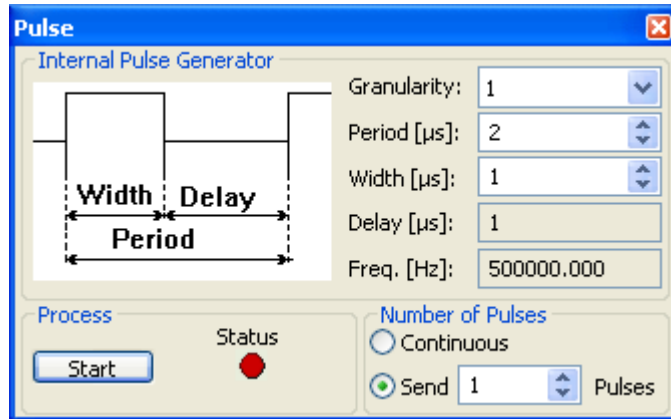 Pulse
Internal Pulse Generator
Width Delay
Period
Granularity: 1
Period [µs]: 2
Width [µs]: 1
Delay [µs]: 1
Freq. [Hz]: 500000.000
Process
Start
Status
Number of Pulses
Continuous
Send 1 Pulses